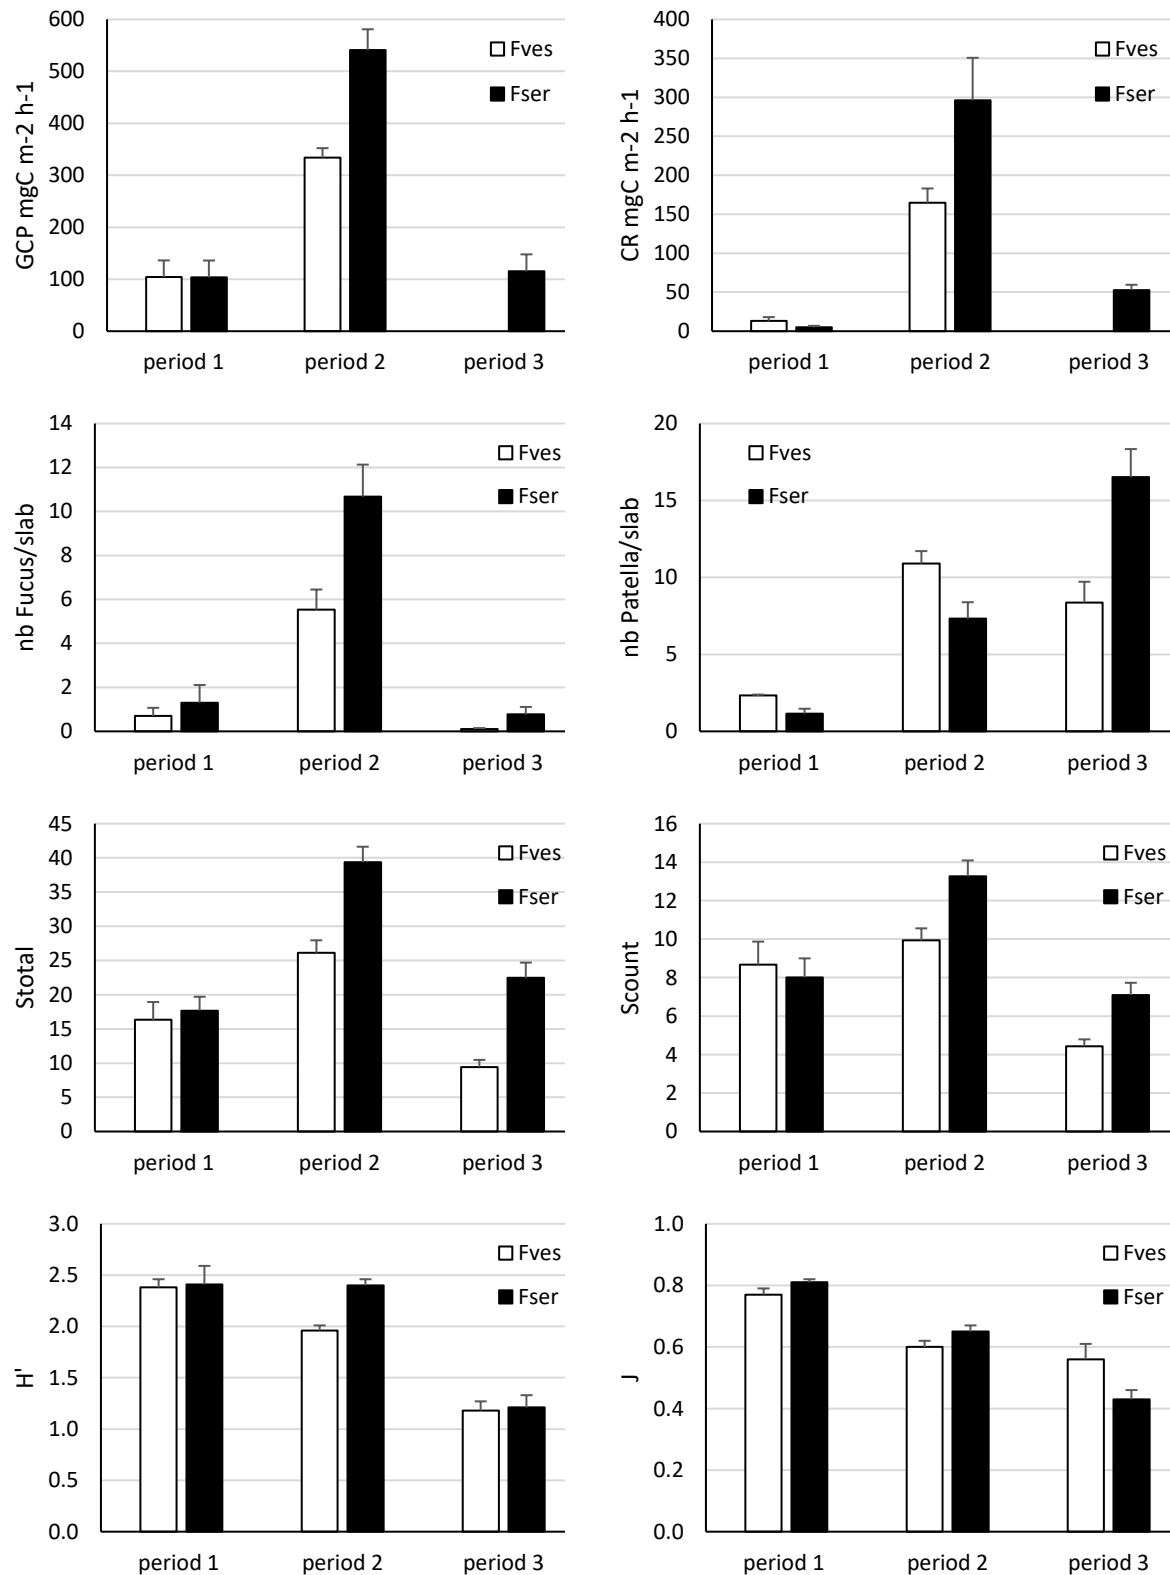 GCP mgC m-2 h-1
600
500
400
300
200
100
0
Fves
Fser
period 1 period 2 period 3
CR mgC m-2 h-1
400
350
300
250
200
150
100
50
0
Fves
Fser
period 1 period 2 period 3
nb Fucus/slab
14
12
10
8
6
4
2
0
Fves
Fser
period 1 period 2 period 3
nb Patella/slab
20
15
10
5
0
Fves
Fser
period 1 period 2 period 3
Stotal
45
40
35
30
25
20
15
10
5
0
Fves
Fser
period 1 period 2 period 3
Scount
16
14
12
10
8
6
4
2
0
Fves
Fser
period 1 period 2 period 3
H'
3.0
2.5
2.0
1.5
1.0
0.5
0.0
Fves
Fser
period 1 period 2 period 3
J
1.0
0.8
0.6
0.4
0.2
0.0
Fves
Fser
period 1 period 2 period 3